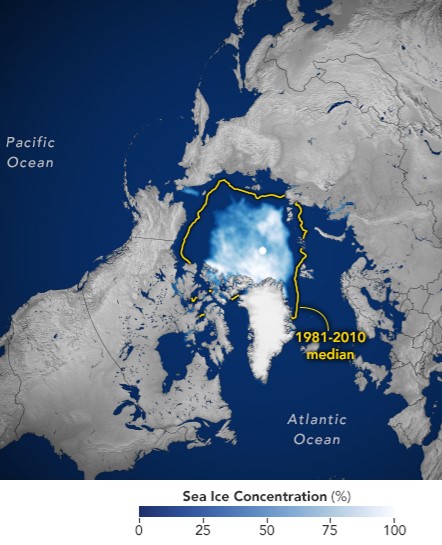 Pacific
Ocean
1981-2010
median
Atlantic
Ocean
Sea Ice Concentration (%)
0 25 50 75 100